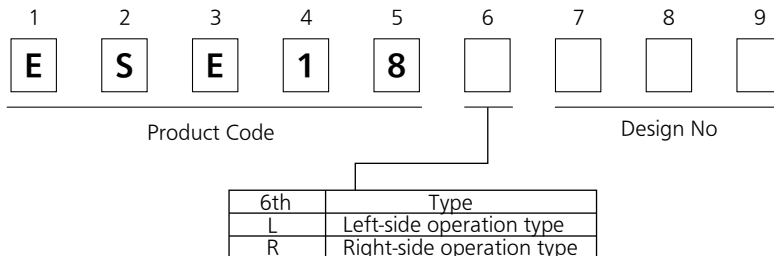 1 2 3 4 5 6 7 8 9
E S E 1 8
Product Code Design No
6th Type
L Left-side operation type
R Right-side operation type